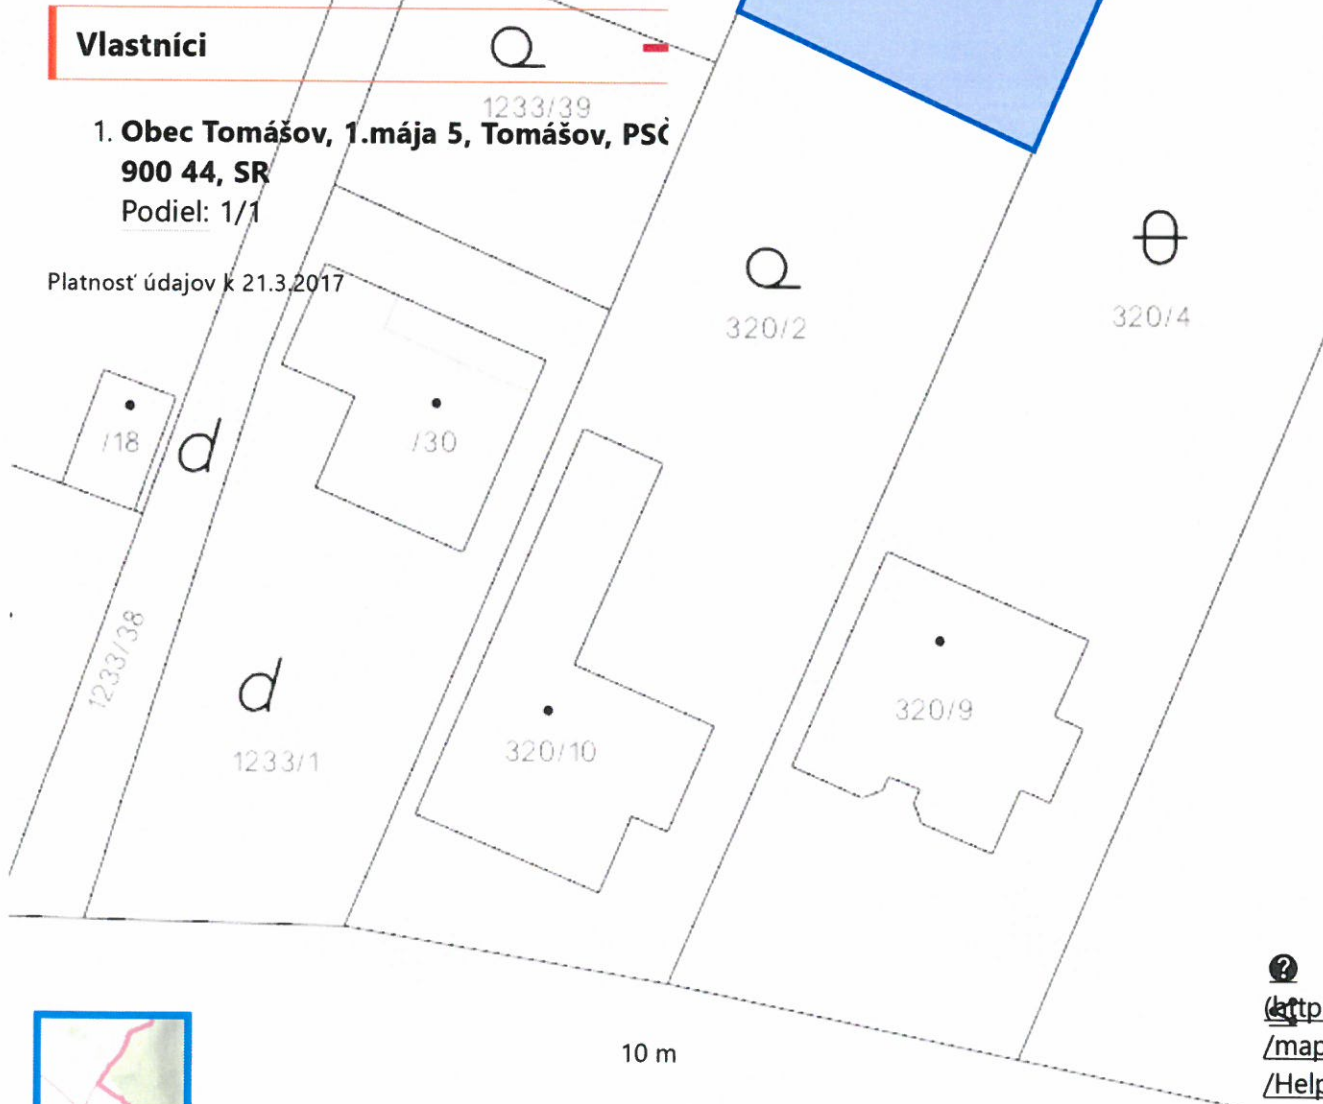 Vlastníci
1233/39
1. Obec Tomášov, 1.mája 5, Tomášov, PSČ
900 44, SR
Podiel: 1/1
Platnosť údajov k 21.3.2017
320/2
320/4
/18
/30
1233/38
320/9
320/10
1233/1
10 m
(http
/map
/Help